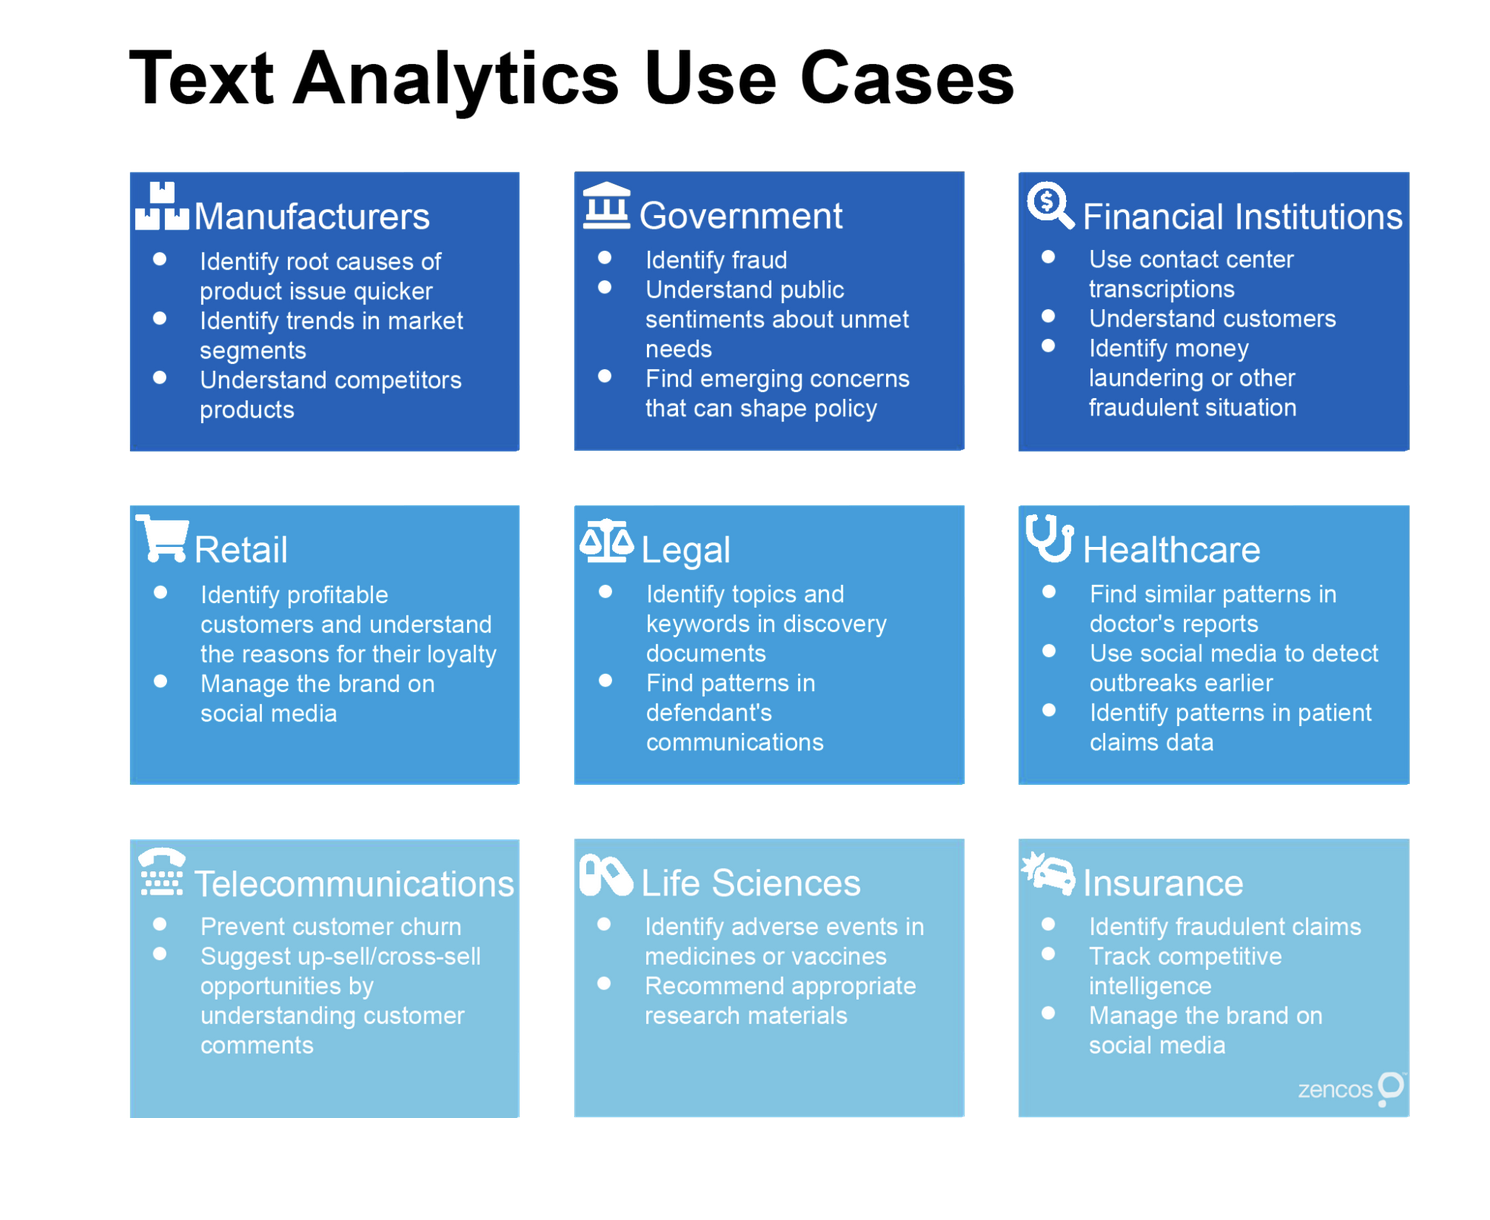 Text Analytics Use Cases
Manufacturers
● Identify root causes of
product issue quicker
● Identify trends in market
segments
● Understand competitors
products
Government
● Identify fraud
● Understand public
sentiments about unmet
needs
● Find emerging concerns
that can shape policy
Financial Institutions
● Use contact center
transcriptions
● Understand customers
● Identify money
laundering or other
fraudulent situation
Retail
● Identify profitable
customers and understand
the reasons for their loyalty
● Manage the brand on
social media
Legal
● Identify topics and
keywords in discovery
documents
● Find patterns in
defendant's
communications
Healthcare
● Find similar patterns in
doctor's reports
● Use social media to detect
outbreaks earlier
● Identify patterns in patient
claims data
Telecommunications
● Prevent customer churn
● Suggest up-sell/cross-sell
opportunities by
understanding customer
comments
Life Sciences
● Identify adverse events in
medicines or vaccines
● Recommend appropriate
research materials
Insurance
● Identify fraudulent claims
● Track competitive
intelligence
● Manage the brand on
social media
zencos